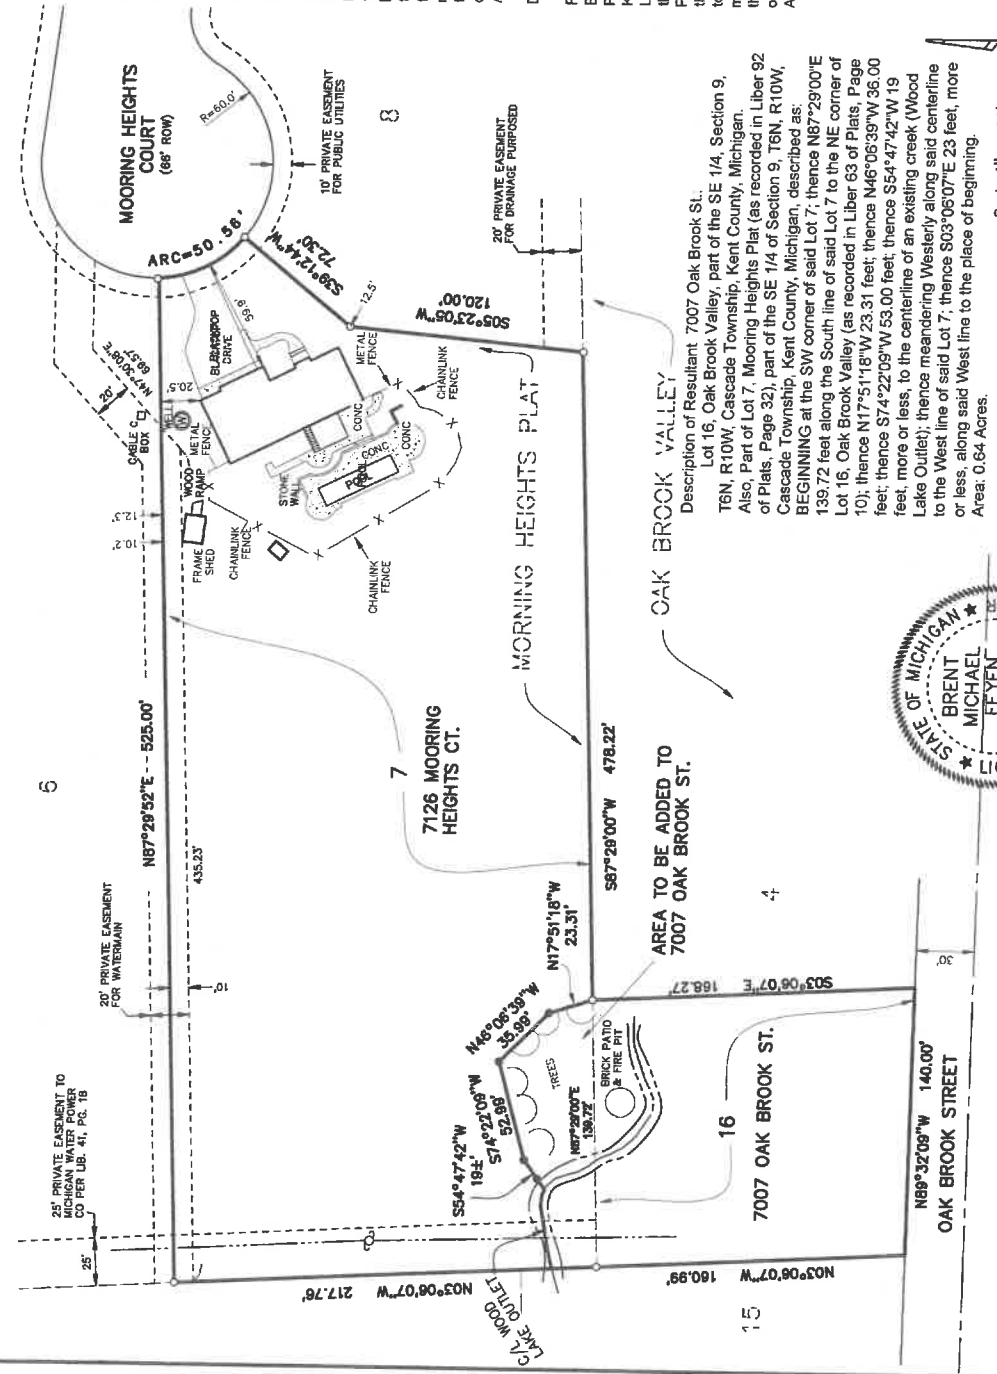 MOORING HEIGHTS
COURT
(66' ROW)
R=60.0'
10' PRIVATE EASEMENT
FOR PUBLIC UTILITIES
8
ARC=50.56'
S39°12'44"W
72.30'
12.5'
S05°23'05"W
120.00'
20' PRIVATE EASEMENT
FOR DRAINAGE PURPOSED
N47°30'08"E
69.57'
20'
20.5'
59.9'
DRIVE
CABLE
BOX
WELL
W
METAL
FENCE
WOOD
RAMP
FRAME
SHED
12.3'
10.2'
CHAINLINK
FENCE
STONE
WALL
POOL
CONC
CONC
CONC
METAL
FENCE
CHAINLINK
FENCE
CHAINLINK
FENCE
MORNING HEIGHTS PLAT
OAK BROOK VALLEY
6
N87°29'52"E 525.00'
435.23'
7
7126 MOORING
HEIGHTS CT.
S87°29'00"W 478.22'
20' PRIVATE EASEMENT
FOR WATERMAIN
10'
25' PRIVATE EASEMENT TO
MICHIGAN WATER POWER
CO PER LIB. 41, PG. 18
25'
N17°51'18"W
23.31'
N46°06'39"W
35.99'
S74°22'09"W
52.99'
S54°47'42"W
19±'
TREES
N87°29'00"E
139.72'
BRICK PATIO
& FIRE PIT
AREA TO BE ADDED TO
7007 OAK BROOK ST.
4
S03°06'07"E 168.27'
30'
16
7007 OAK BROOK ST.
N89°32'09"W 140.00'
OAK BROOK STREET
N03°06'07"W 217.76'
N03°06'07"W 160.99'
C/L WOOD
LAKE OUTLET
15
Description of Resultant 7007 Oak Brook St.:
Lot 16, Oak Brook Valley, part of the SE 1/4, Section 9,
T6N, R10W, Cascade Township, Kent County, Michigan.
Also, Part of Lot 7, Mooring Heights Plat (as recorded in Liber 92
of Plats, Page 32), part of the SE 1/4 of Section 9, T6N, R10W,
Cascade Township, Kent County, Michigan, described as:
BEGINNING at the SW corner of said Lot 7; thence N87°29'00"E
139.72 feet along the South line of said Lot 7 to the NE corner of
Lot 16, Oak Brook Valley (as recorded in Liber 63 of Plats, Page
10); thence N17°51'18"W 23.31 feet; thence N46°06'39"W 36.00
feet; thence S74°22'09"W 53.00 feet; thence S54°47'42"W 19
feet, more or less, to the centerline of an existing creek (Wood
Lake Outlet); thence meandering Westerly along said centerline
to the West line of said Lot 7; thence S03°06'07"E 23 feet, more
or less, along said West line to the place of beginning.
Area: 0.64 Acres.
STATE OF MICHIGAN
BRENT
MICHAEL